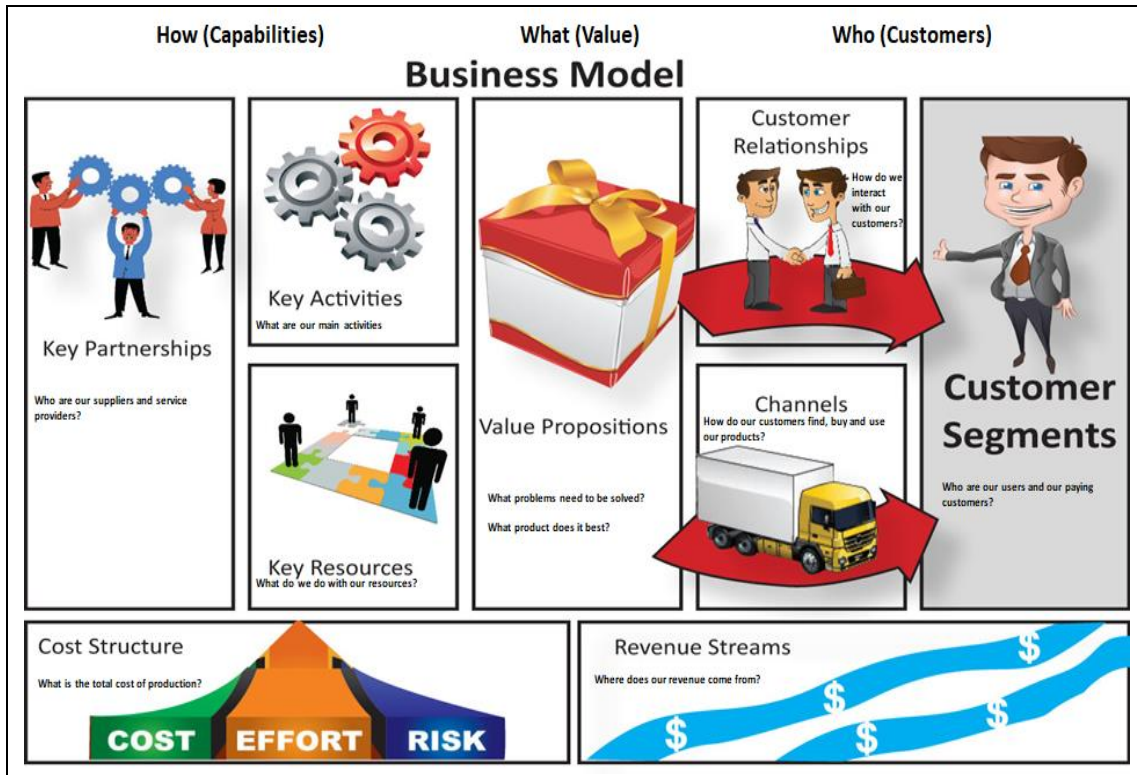 How (Capabilities)
What (Value)
Who (Customers)
Business Model
Key Partnerships
Who are our suppliers and service
providers?
Key Activities
What are our main activities
Key Resources
What do we do with our resources?
Value Propositions
What problems need to be solved?
What product does it best?
Customer
Relationships
How do we
interact
with our
customers?
Channels
How do our customers find, buy and use
our products?
Customer
Segments
Who are our users and our paying
customers?
Cost Structure
What is the total cost of production?
COST
EFFORT
RISK
Revenue Streams
Where does our revenue come from?
$
$
$
$
$